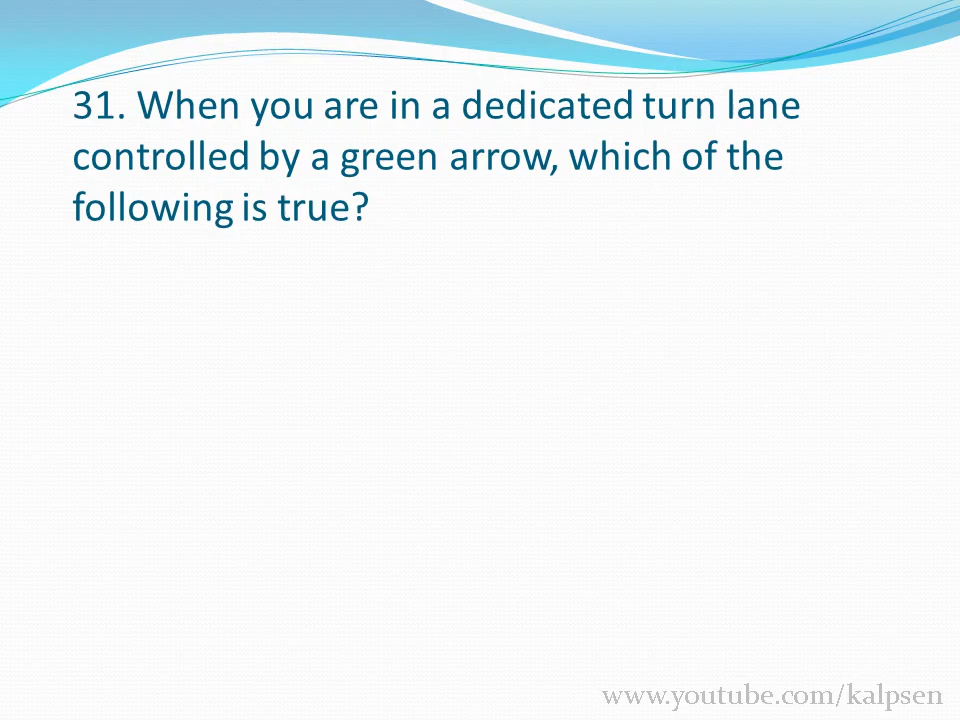 31. When you are in a dedicated turn lane
controlled by a green arrow, which of the
following is true?
www.youtube.com/kalpsen